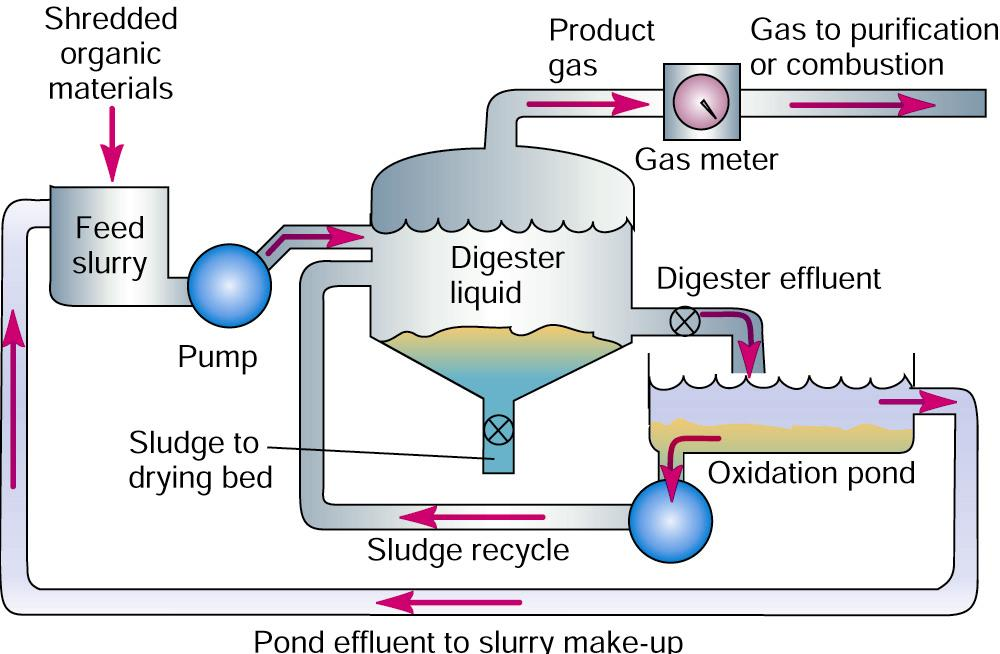 Shredded
organic
materials
Product
gas
Gas to purification
or combustion
Gas meter
Feed
slurry
Digester
liquid
Digester effluent
Pump
Sludge to
drying bed
Oxidation pond
Sludge recycle
Pond effluent to slurry make-up